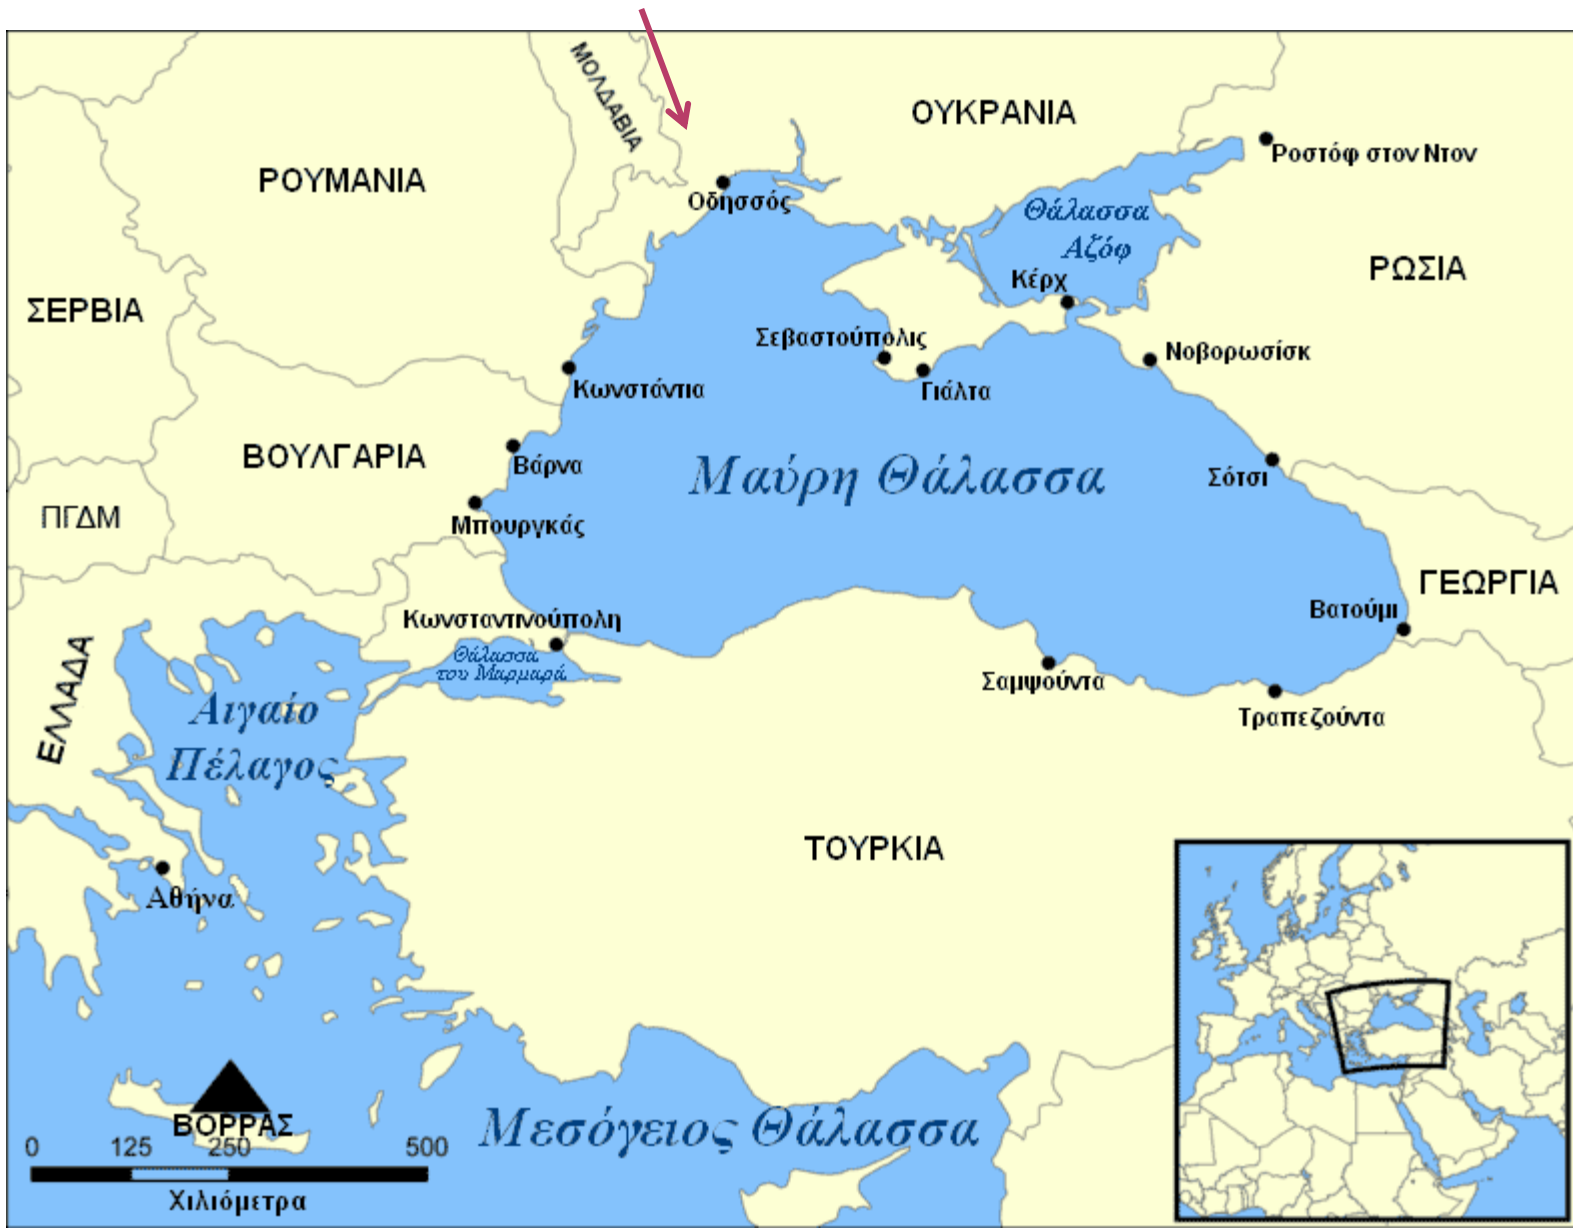 ΜΟΛΔΑΒΙΑ
ΟΥΚΡΑΝΙΑ
Ροστόφ στον Ντον
ΡΟΥΜΑΝΙΑ
Οδησσός
Θάλασσα
Αζόφ
ΡΩΣΙΑ
Κέρχ
ΣΕΡΒΙΑ
Σεβαστούπολις
Νοβορωσίσκ
Κωνστάντια
Γιάλτα
ΒΟΥΛΓΑΡΙΑ
Βάρνα
Μαύρη Θάλασσα
Σότσι
ΠΓΔΜ
Μπουργκάς
ΓΕΩΡΓΙΑ
Βατούμι
Κωνσταντινούπολη
Θάλασσα
του Μαρμαρά
ΕΛΛΑΔΑ
Σαμψούντα
Τραπεζούντα
Αιγαίο
Πέλαγος
ΤΟΥΡΚΙΑ
Αθήνα
ΒΟΡΡΑΣ
Μεσόγειος Θάλασσα
0 125 250 500
Χιλιόμετρα